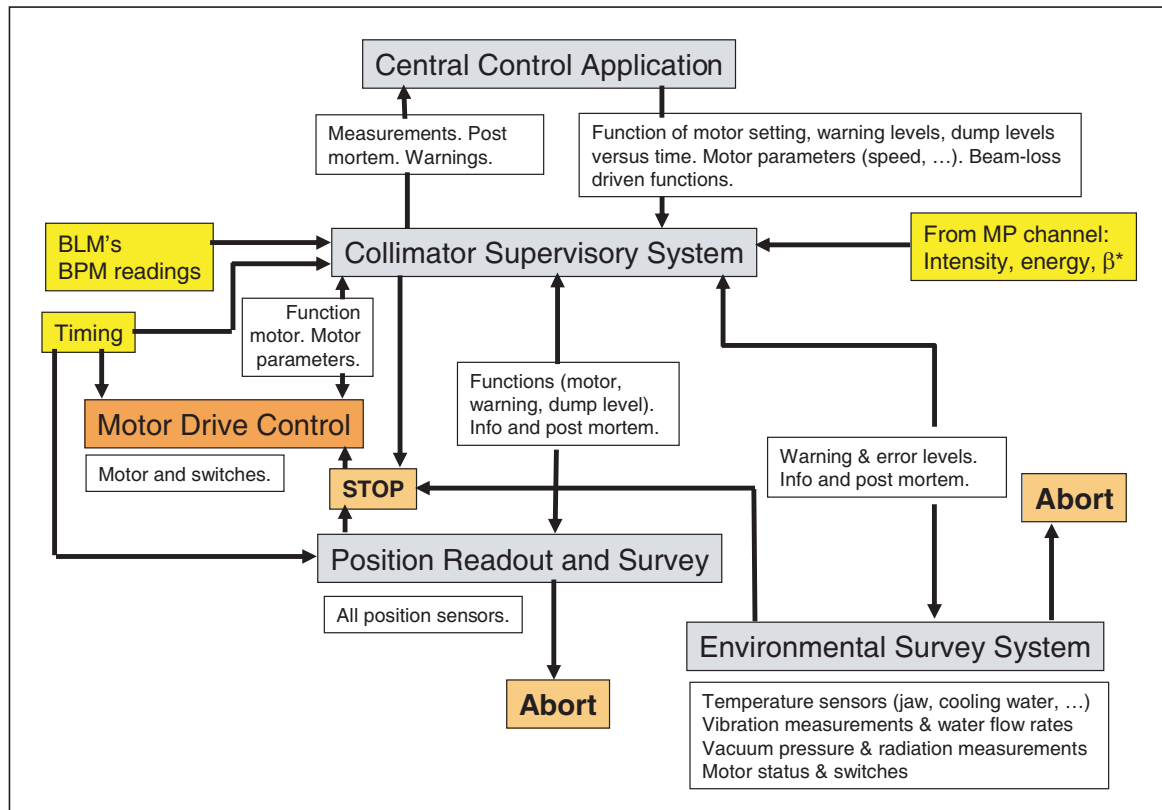 Central Control Application
Measurements. Post
mortem. Warnings.
Function of motor setting, warning levels, dump levels
versus time. Motor parameters (speed, …). Beam-loss
driven functions.
BLM's
BPM readings
Collimator Supervisory System
From MP channel:
Intensity, energy, β*
Timing
Function
motor. Motor
parameters.
Functions (motor,
warning, dump level).
Info and post mortem.
Motor Drive Control
Motor and switches.
STOP
Warning & error levels.
Info and post mortem.
Abort
Position Readout and Survey
All position sensors.
Abort
Environmental Survey System
Temperature sensors (jaw, cooling water, …)
Vibration measurements & water flow rates
Vacuum pressure & radiation measurements
Motor status & switches